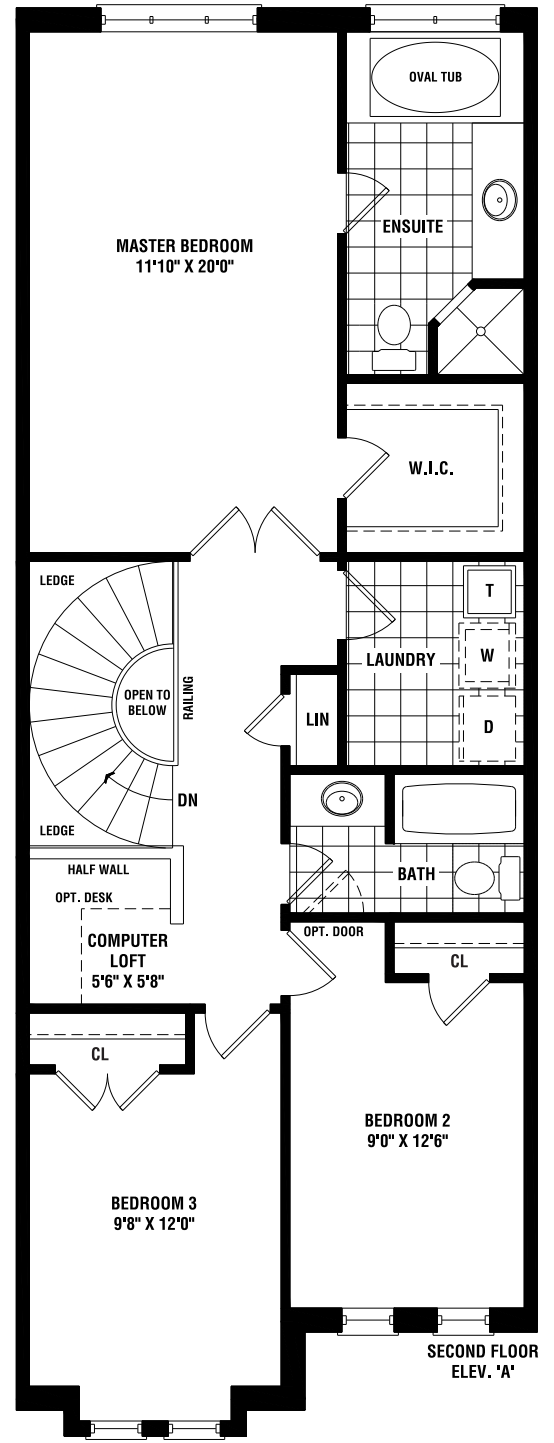 OVAL TUB
ENSUITE
MASTER BEDROOM
11'10" X 20'0"
W.I.C.
LEDGE
T
LAUNDRY
W
RAILING
OPEN TO
BELOW
LIN
D
DN
LEDGE
HALF WALL
BATH
OPT. DESK
OPT. DOOR
COMPUTER
LOFT
5'6" X 5'8"
CL
CL
BEDROOM 2
9'0" X 12'6"
BEDROOM 3
9'8" X 12'0"
SECOND FLOOR
ELEV. 'A'